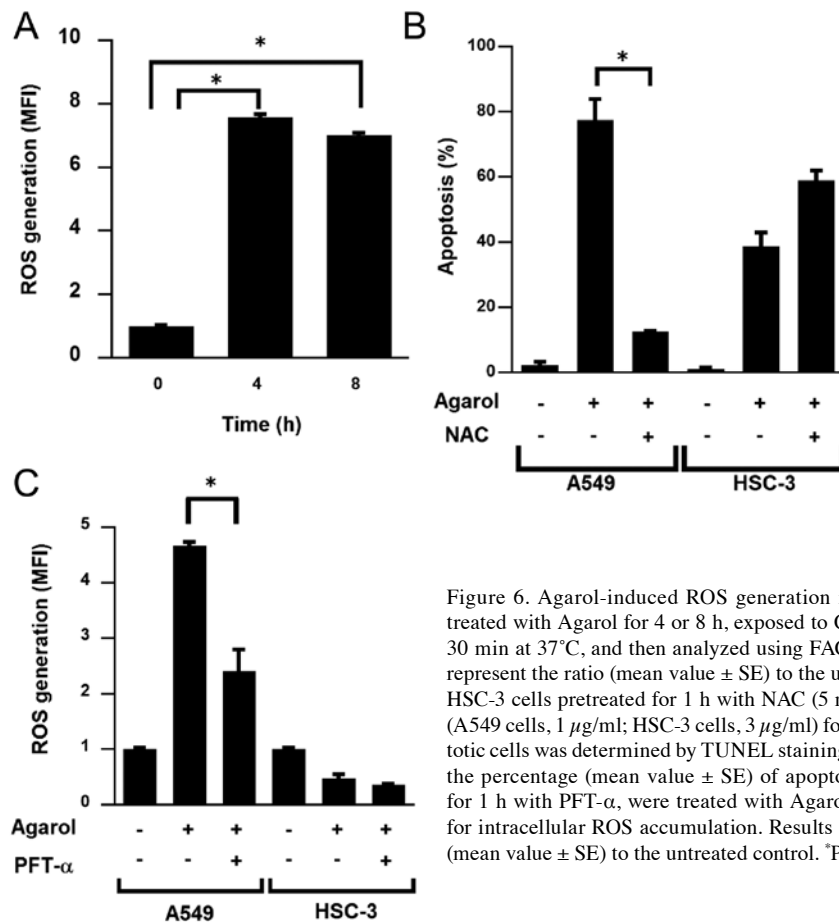 A
ROS generation (MFI)
10
8
6
4
2
0
*
*
0 4 8
Time (h)
B
Apoptosis (%)
100
80
60
40
20
0
*
Agarol - + + - + +
NAC - - + - - +
A549 HSC-3
C
ROS generation (MFI)
5
4
3
2
1
0
*
Agarol - + + - + +
PFT-α - - + - - +
A549 HSC-3
Figure 6. Agarol-induced ROS generation
treated with Agarol for 4 or 8 h, exposed to
30 min at 37°C, and then analyzed using
represent the ratio (mean value ± SE) to the
HSC-3 cells pretreated for 1 h with NAC (5
(A549 cells, 1 µg/ml; HSC-3 cells, 3 µg/ml)
totic cells was determined by TUNEL staining
the percentage (mean value ± SE) of
for 1 h with PFT-α, were treated with
for intracellular ROS accumulation. Results
(mean value ± SE) to the untreated control. *P